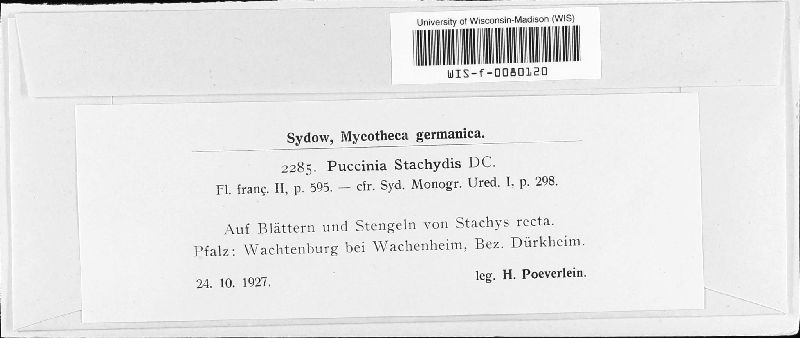 University of Wisconsin-Madison (WIS)
WIS-f-0080120
Sydow, Mycotheca germanica.
2285. Puccinia Stachydis DC.
Fl. franç. II, p. 595. — cfr. Syd. Monogr. Ured. I, p. 298.
Auf Blättern und Stengeln von Stachys recta.
Pfalz: Wachtenburg bei Wachenheim, Bez. Dürkheim.
24. 10. 1927.
leg. H. Poeverlein.